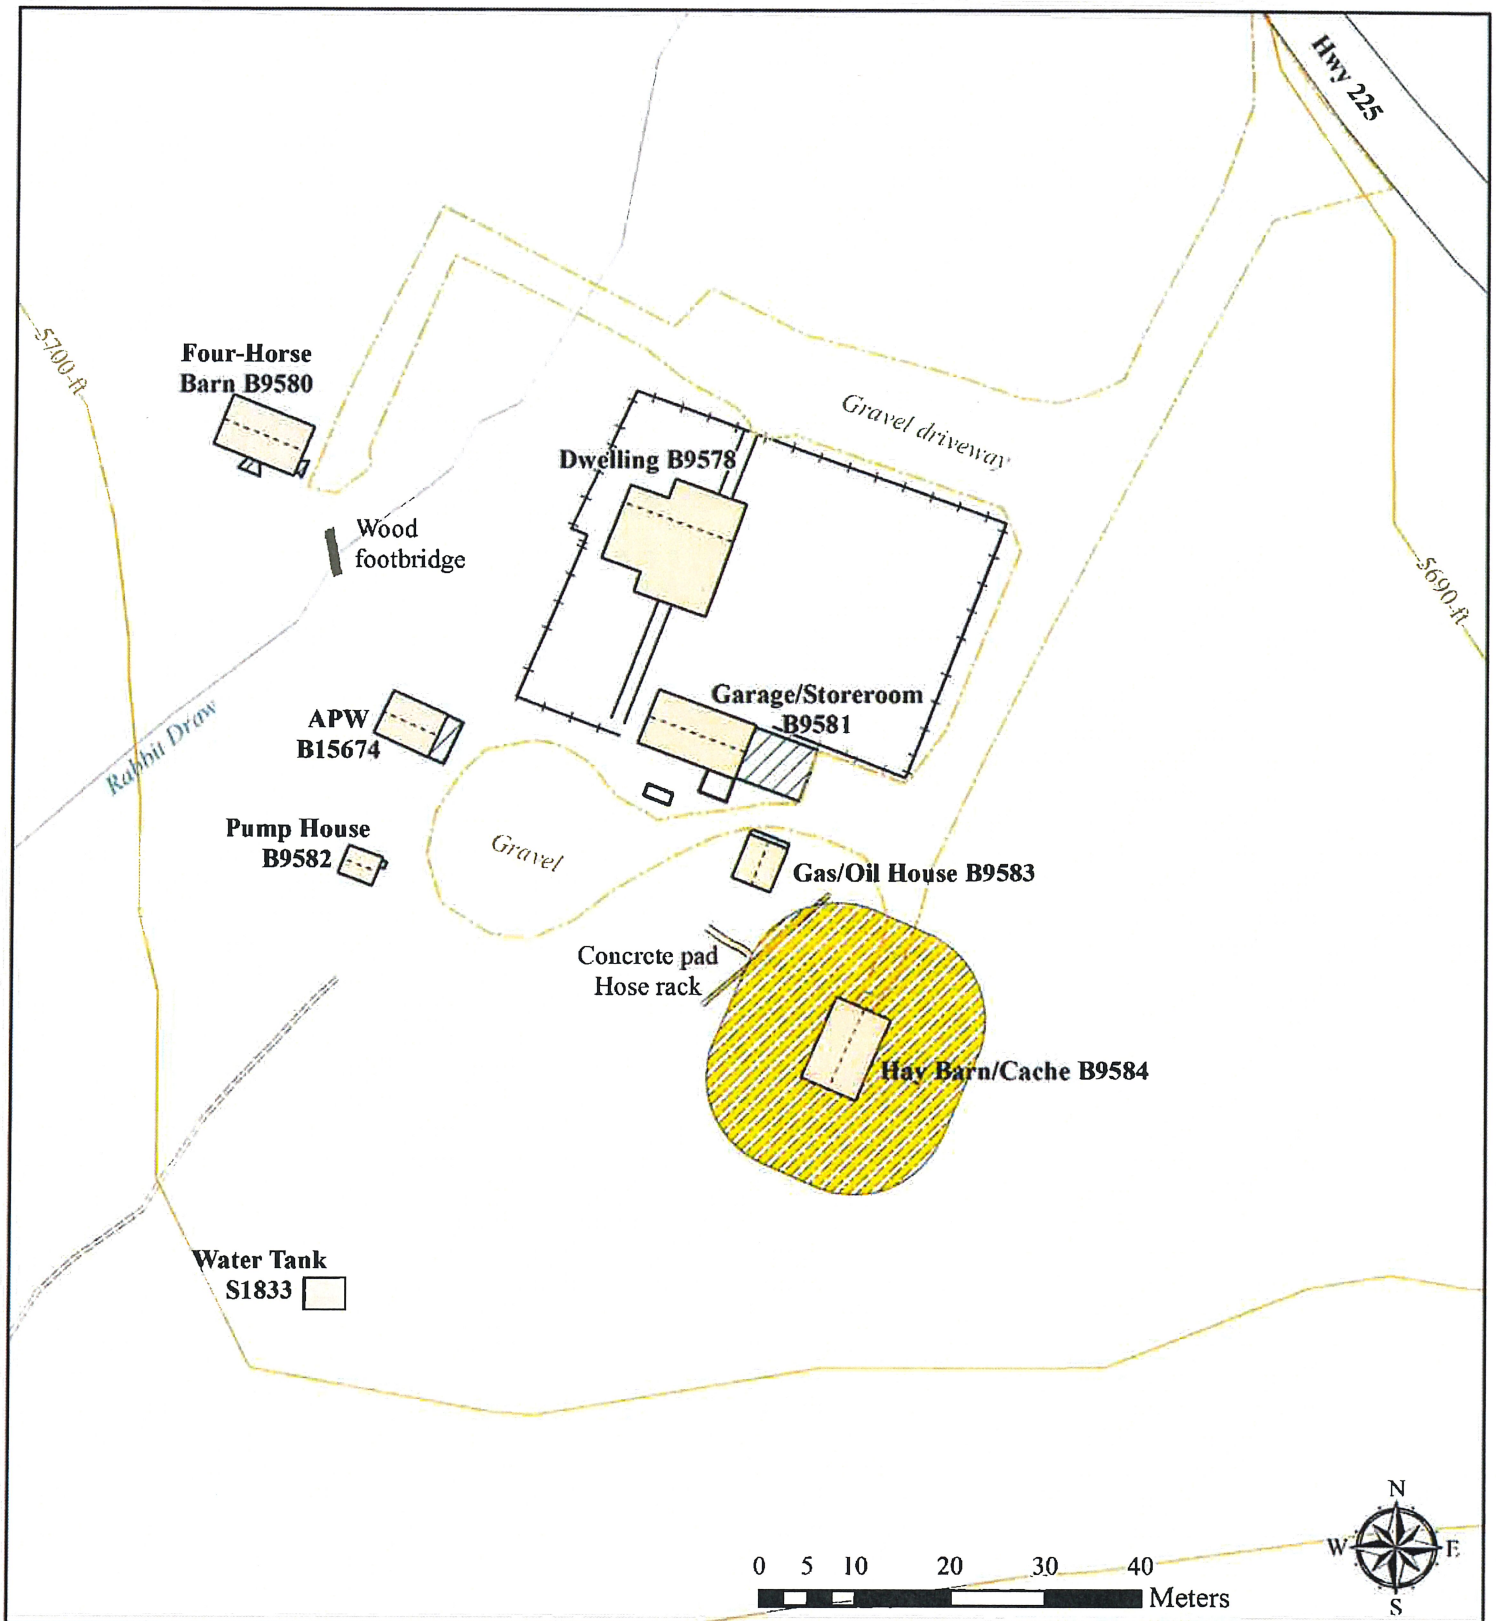 Hwy 225
5700-ft
Four-Horse
Barn B9580
Gravel driveway
Dwelling B9578
Wood
footbridge
5690-ft
Garage/Storeroom
B9581
APW
B15674
Rabbit Draw
Pump House
B9582
Gravel
Gas/Oil House B9583
Concrete pad
Hose rack
Hay Barn/Cache B9584
Water Tank
S1833
N
W E
S
0 5 10 20 30 40
Meters